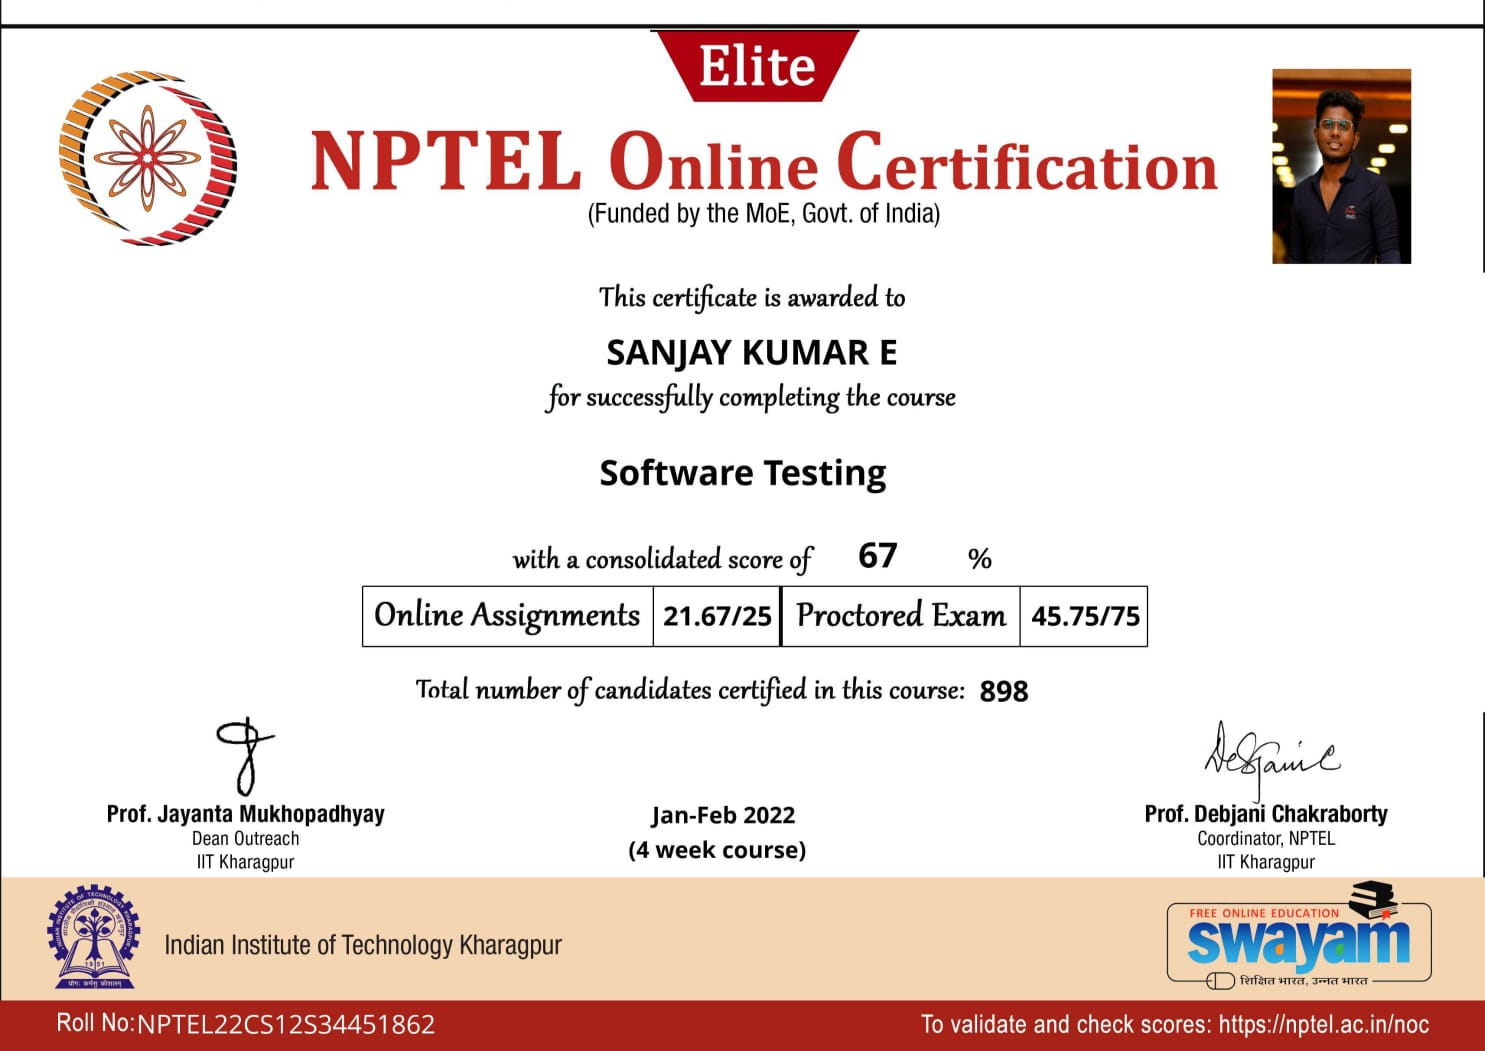 Elite
NPTEL Online Certification
(Funded by the MoE, Govt. of India)
This certificate is awarded to
SANJAY KUMAR E
for successfully completing the course
Software Testing
with a consolidated score of 67 %
Online Assignments 21.67/25 Proctored Exam 45.75/75
Total number of candidates certified in this course: 898
Prof. Jayanta Mukhopadhyay
Dean Outreach
IIT Kharagpur
Jan-Feb 2022
(4 week course)
Debjani C
Prof. Debjani Chakraborty
Coordinator, NPTEL
IIT Kharagpur
1951
योगः कर्मसु कौशलम्
Indian Institute of Technology Kharagpur
FREE ONLINE EDUCATION
swayam
शिक्षित भारत, उन्नत भारत
Roll No:NPTEL22CS12S34451862
To validate and check scores: https://nptel.ac.in/noc